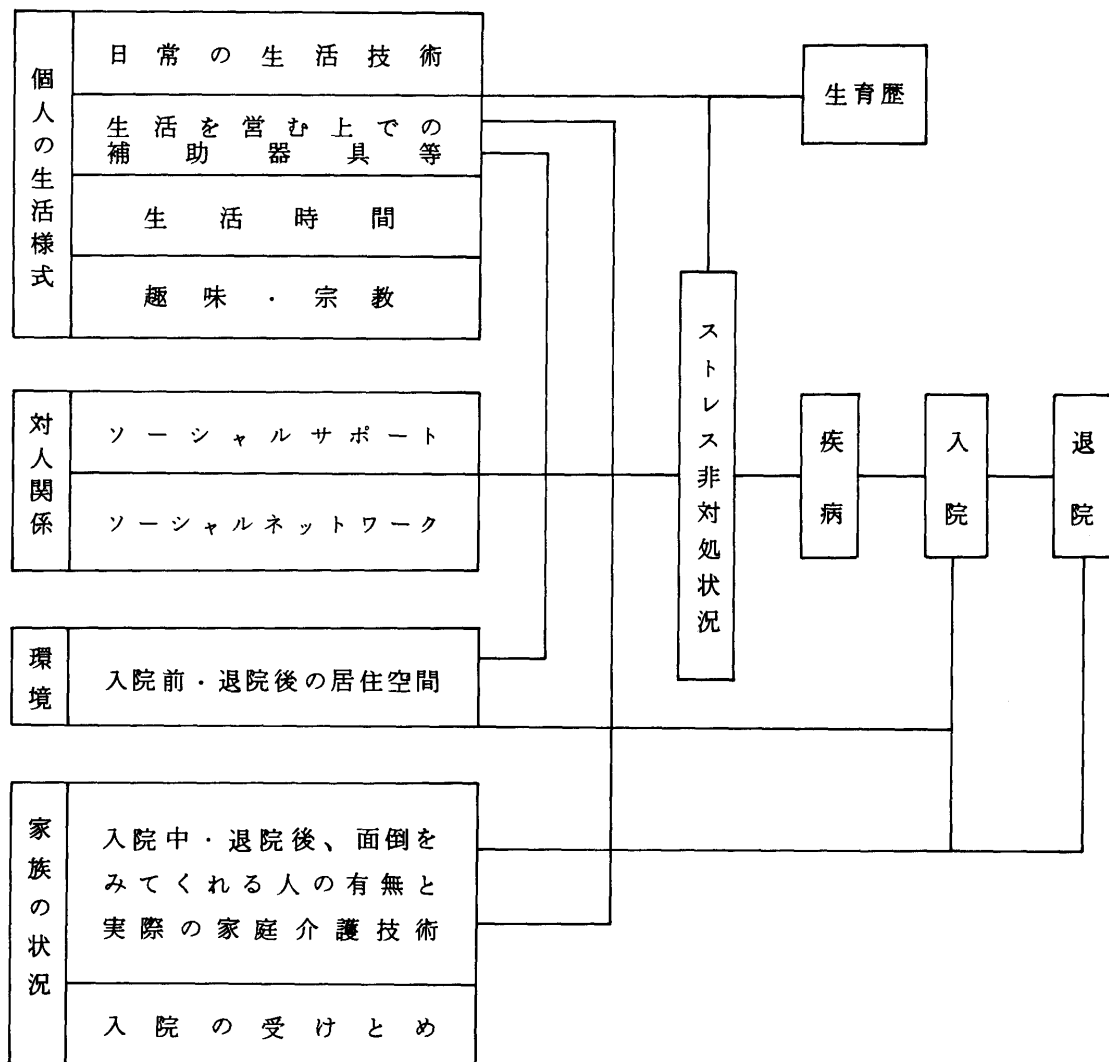 個人の生活様式
日常の生活技術
生活を営む上での
補助器具等
生活時間
趣味・宗教
生育歴
対人関係
ソーシャルサポート
ソーシャルネットワーク
ストレス非対処状況
疾病
入院
退院
環境
入院前・退院後の居住空間
家族の状況
入院中・退院後、面倒を
みてくれる人の有無と
実際の家庭介護技術
入院の受けとめ